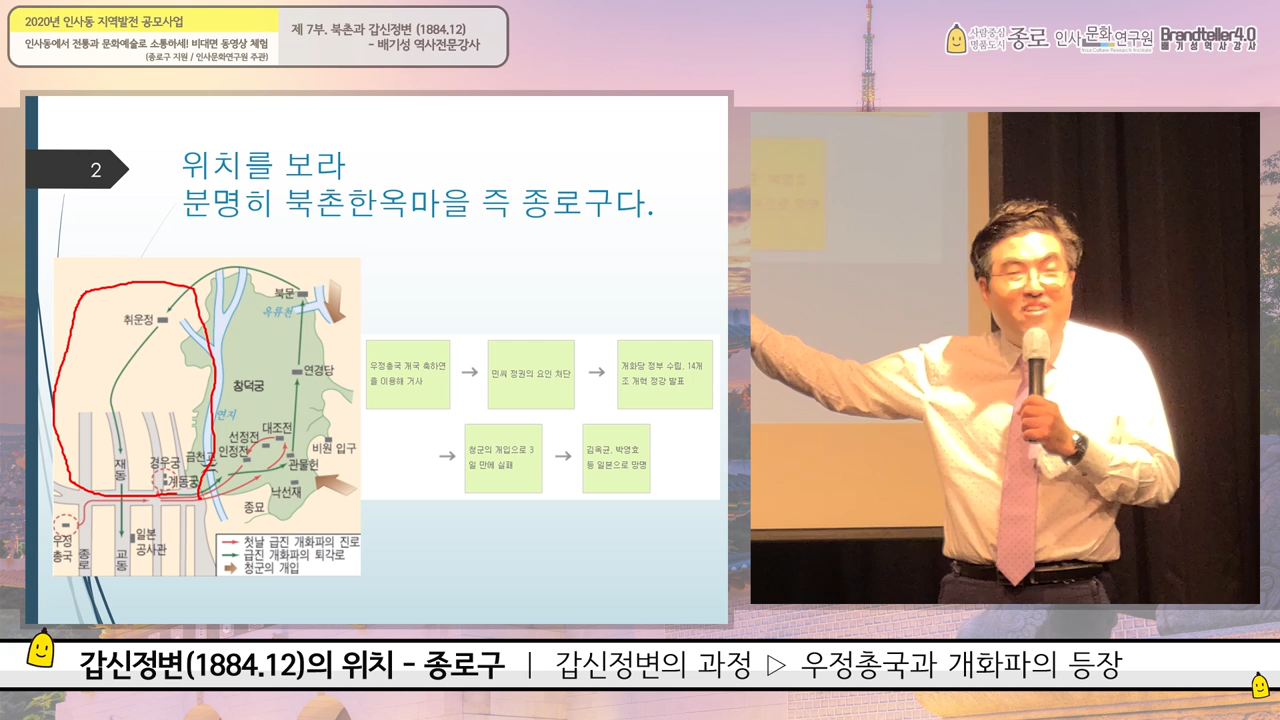 2020년 인사동 지역발전 공모사업
인사동에서 전통과 문화예술로 소통하세! 비대면 동영상 체험
(종로구 지원 / 인사문화연구원 주관)
제 7부. 북촌과 갑신정변 (1884.12)
- 배기성 역사전문강사
사람중심
명품도시
종로
인사문화연구원
Insa Culture Research Institute
Brandteller4.0
배기성역사강사
2
위치를 보라
분명히 북촌한옥마을 즉 종로구다.
북문
옥류천
취운정
연경당
창덕궁
면지
대조전
선정전
인정전
비원 입구
금천교
관물헌
경우궁
계동궁
낙선재
재동
종묘
우정
총국
종로
교동
일본
공사관
첫날 급진 개화파의 진로
급진 개화파의 퇴각로
청군의 개입
우정총국 개국 축하연
을 이용해 거사
민씨 정권의 요인 처단
개화당 정부 수립, 14개
조 개혁 정강 발표
청군의 개입으로 3
일 만에 실패
김옥균, 박영효
등 일본으로 망명
갑신정변(1884.12)의 위치 - 종로구 | 갑신정변의 과정 ▷ 우정총국과 개화파의 등장